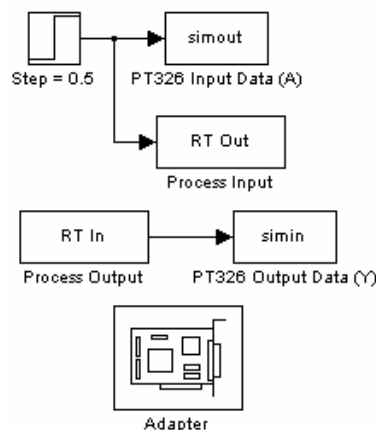 simout
Step = 0.5
PT326 Input Data (A)
RT Out
Process Input
RT In
simin
Process Output
PT326 Output Data (Y)
Adapter